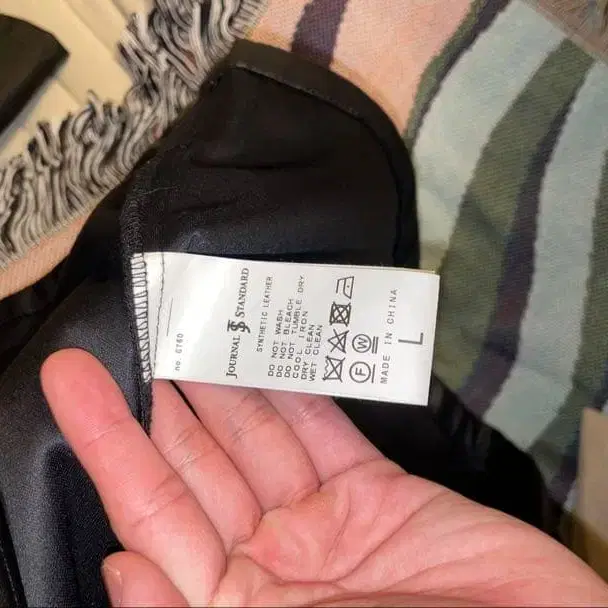 no. 6760
JOURNAL S STANDARD
SYNTHETIC LEATHER
DO NOT WASH
DO NOT BLEACH
DO NOT TUMBLE DRY
COOL IRON
DRY CLEAN
WET CLEAN
F W
MADE IN CHINA
L